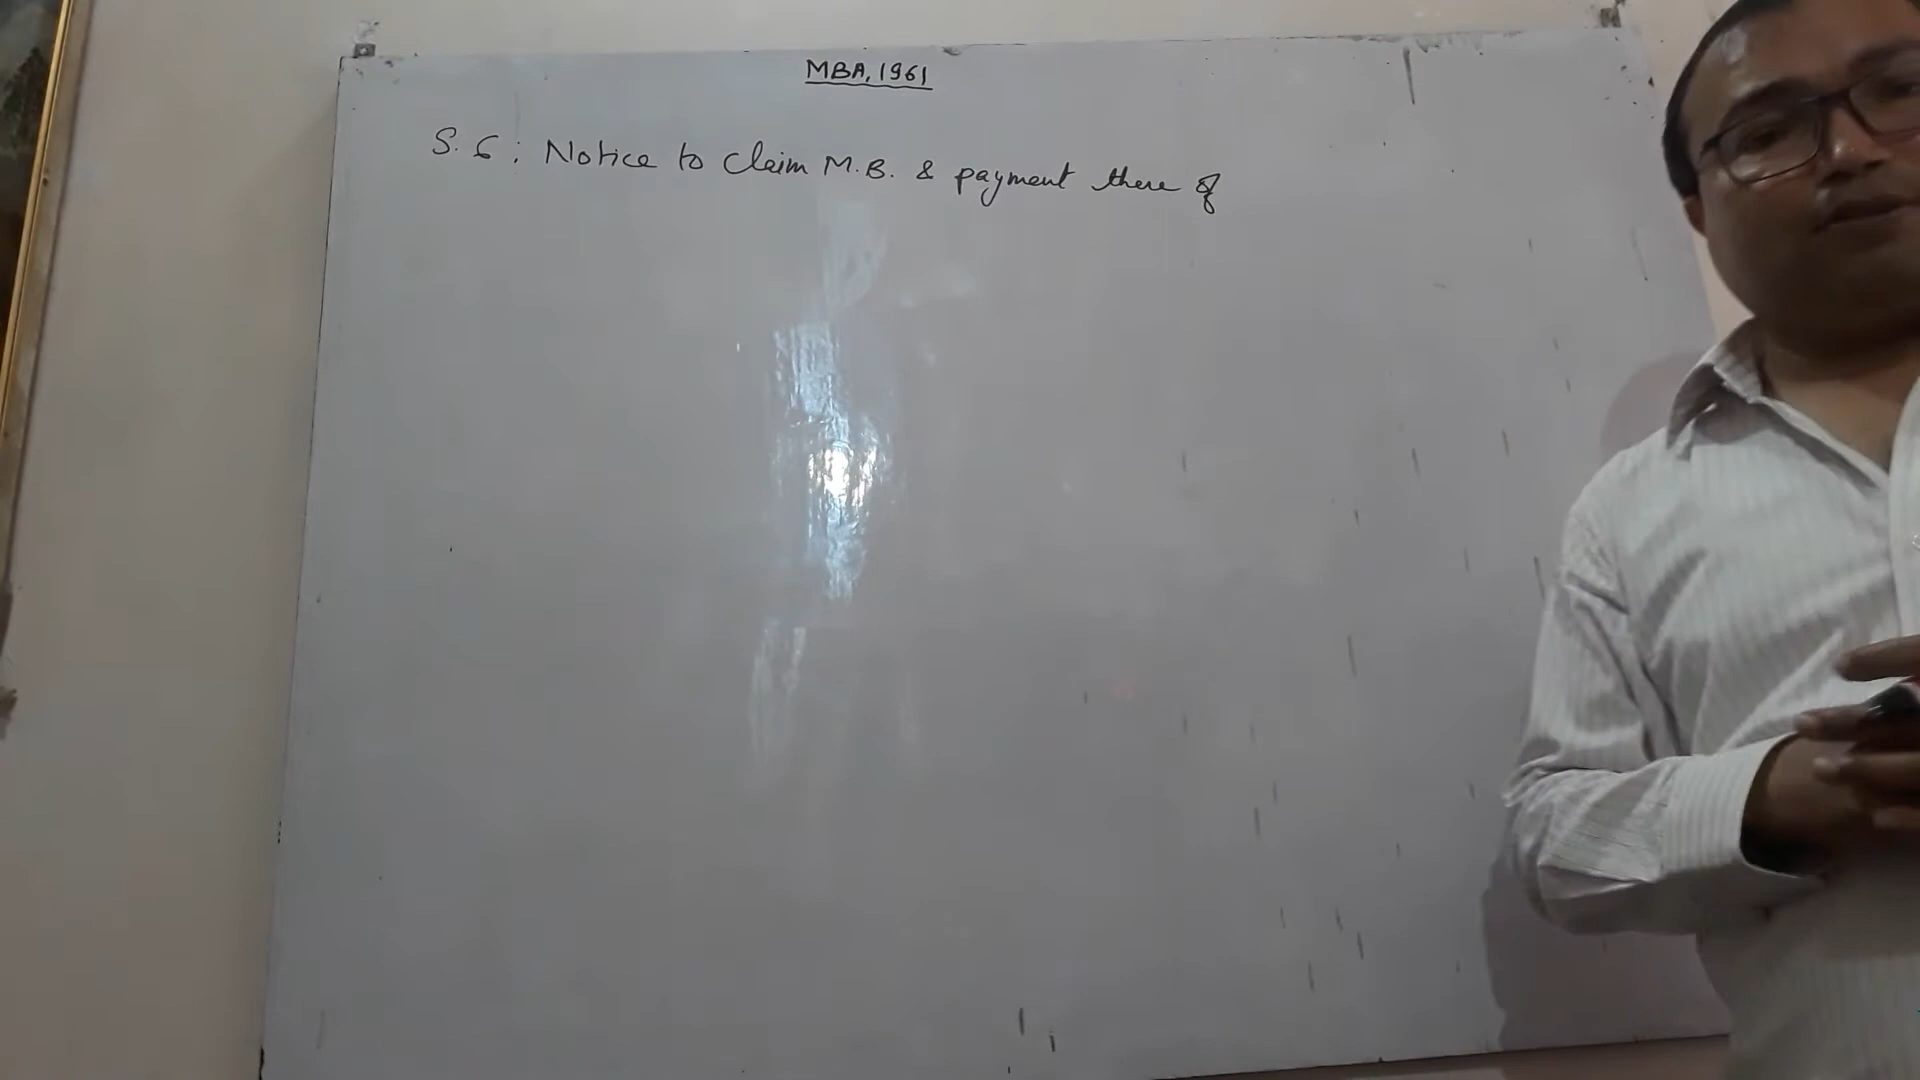 MBA, 1961
S. 6 : Notice to claim M.B. & payment there of